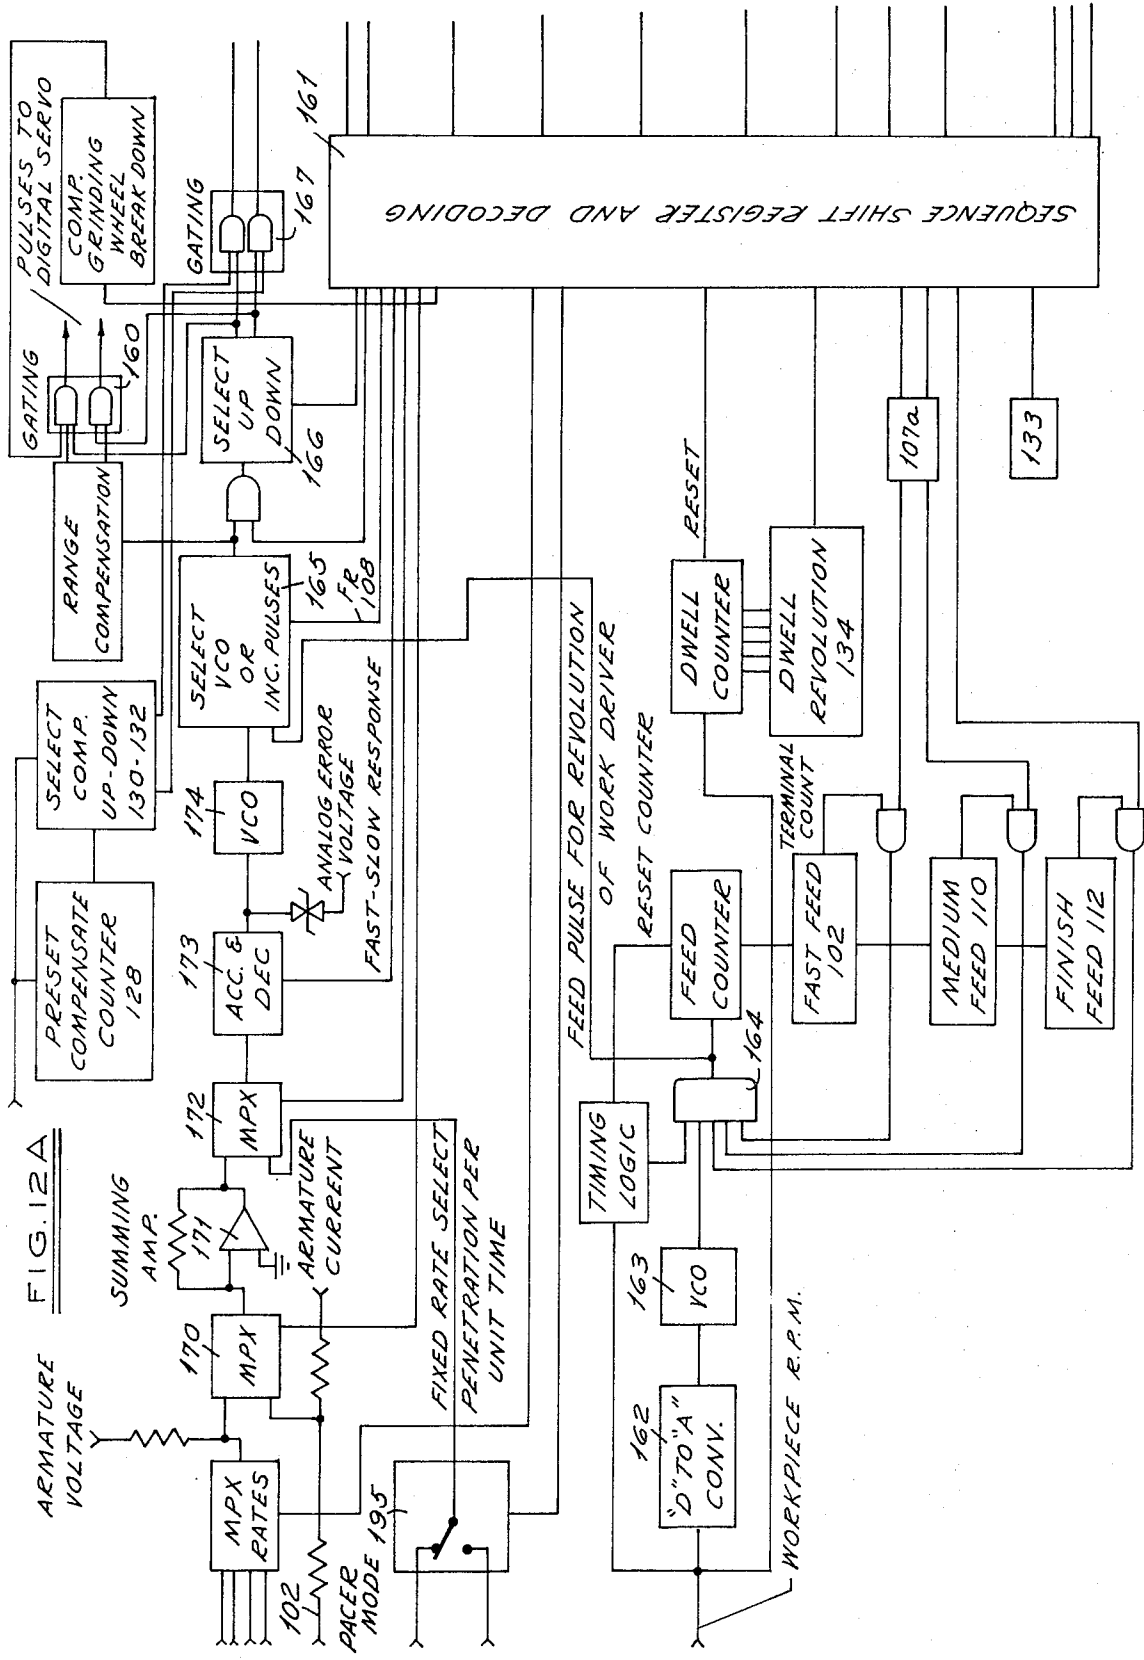 FIG. 12A
ARMATURE
VOLTAGE
SUMMING
AMP.
MPX
RATES
170
MPX
171
172
MPX
173
ACC. &
DEC.
174
VCO
ANALOG ERROR
VOLTAGE
FAST-SLOW RESPONSE
PRESET
COMPENSATE
COUNTER
128
SELECT
COMP.
UP-DOWN
130-132
RANGE
COMPENSATION
SELECT
VCO
OR
INC. PULSES
165
FR
108
GATING
160
PULSES TO
DIGITAL SERVO
COMP.
GRINDING
WHEEL
BREAK DOWN
SELECT
UP
DOWN
166
GATING
167
161
SEQUENCE SHIFT REGISTER AND DECODING
102
ARMATURE
CURRENT
PACER
MODE 195
FIXED RATE SELECT
PENETRATION PER
UNIT TIME
FEED PULSE FOR REVOLUTION
OF WORK DRIVER
RESET COUNTER
TIMING
LOGIC
162
"D" TO "A"
CONV.
163
VCO
164
FEED
COUNTER
DWELL
COUNTER
RESET
DWELL
REVOLUTION
134
TERMINAL
COUNT
FAST FEED
102
MEDIUM
FEED 110
FINISH
FEED 112
107a
133
WORKPIECE R.P.M.